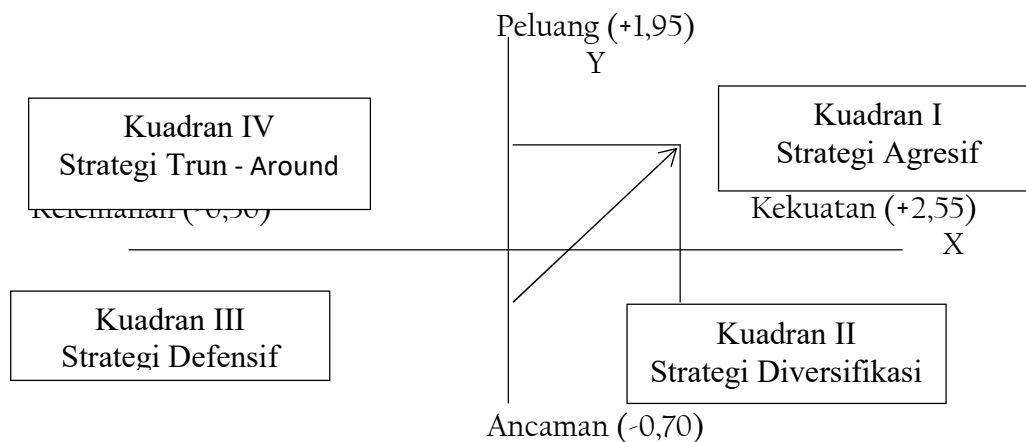 Peluang (+1,95)
Y
Kuadran IV
Strategi Trun - Around
Kuadran I
Strategi Agresif
Kekuatan (+2,55)
X
Kuadran III
Strategi Defensif
Kuadran II
Strategi Diversifikasi
Ancaman (-0,70)